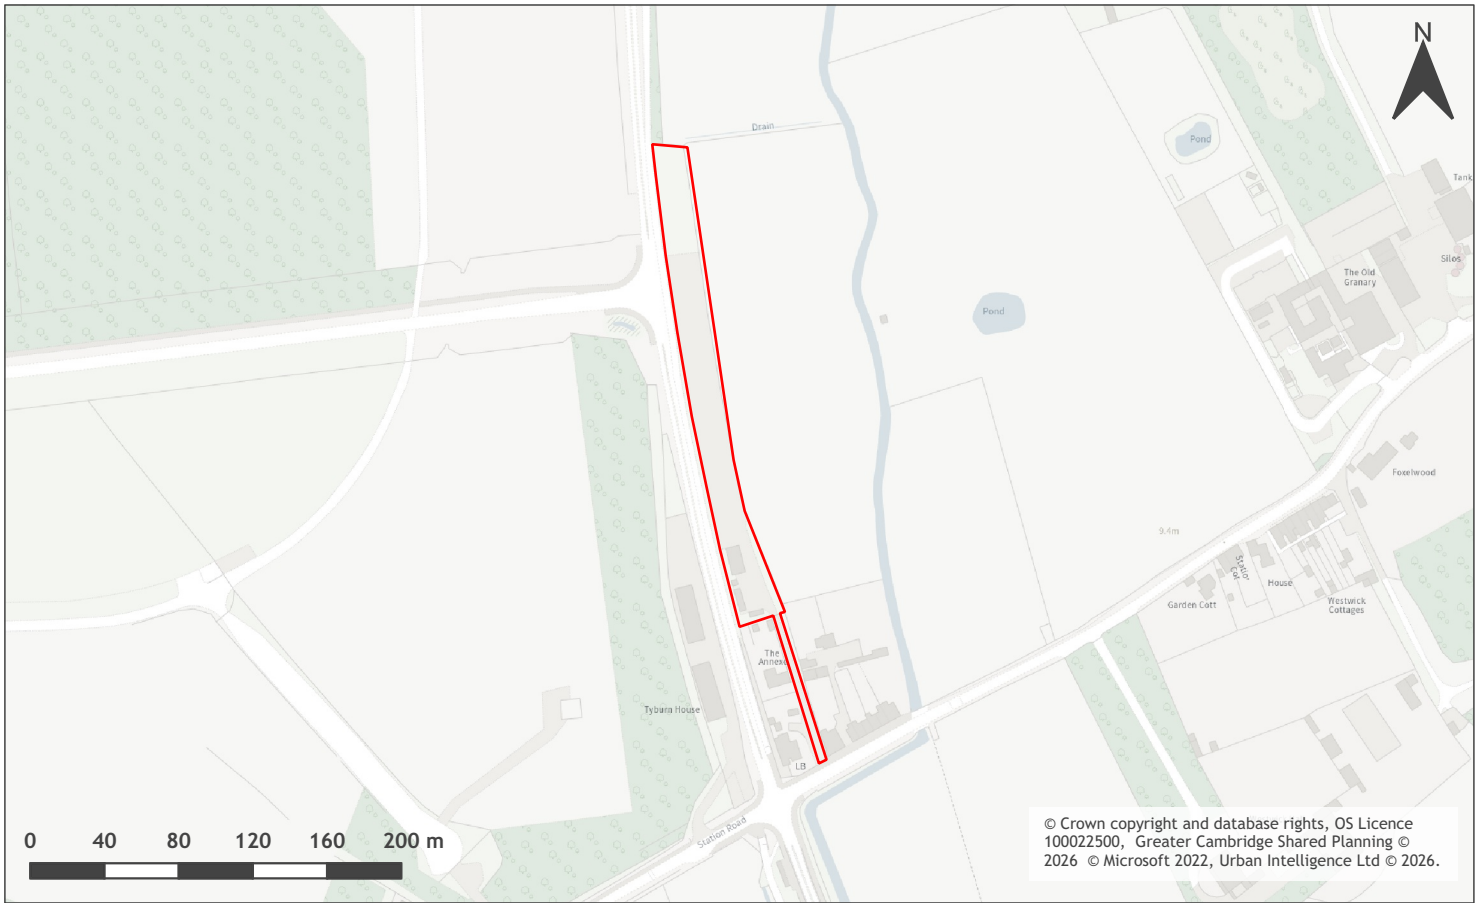 N
Drain
Pond
Tank
Silos
The Old
Granary
Pond
Foxelwood
9.4m
Station
Cot
House
Garden Cott
Westwick
Cottages
The
Annexe
Tyburn House
LB
Station Road
0 40 80 120 160 200 m
© Crown copyright and database rights, OS Licence
100022500, Greater Cambridge Shared Planning ©
2026 © Microsoft 2022, Urban Intelligence Ltd © 2026.